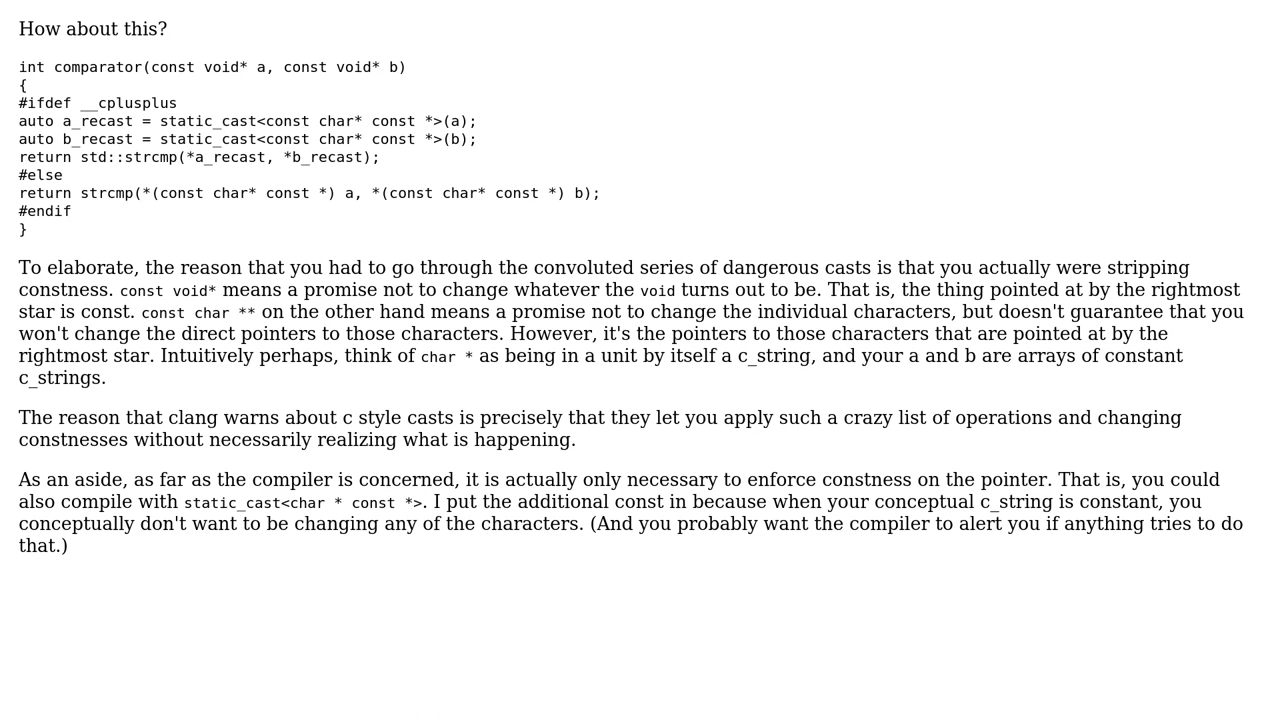 How about this?
int comparator(const void* a, const void* b)
{
#ifdef __cplusplus
auto a_recast = static_cast<const char* const *>(a);
auto b_recast = static_cast<const char* const *>(b);
return std::strcmp(*a_recast, *b_recast);
#else
return strcmp(*(const char* const *) a, *(const char* const *) b);
#endif
}
To elaborate, the reason that you had to go through the convoluted series of dangerous casts is that you actually were stripping
constness. const void* means a promise not to change whatever the void turns out to be. That is, the thing pointed at by the rightmost
star is const. const char ** on the other hand means a promise not to change the individual characters, but doesn't guarantee that you
won't change the direct pointers to those characters. However, it's the pointers to those characters that are pointed at by the
rightmost star. Intuitively perhaps, think of char * as being in a unit by itself a c_string, and your a and b are arrays of constant
c_strings.
The reason that clang warns about c style casts is precisely that they let you apply such a crazy list of operations and changing
constnesses without necessarily realizing what is happening.
As an aside, as far as the compiler is concerned, it is actually only necessary to enforce constness on the pointer. That is, you could
also compile with static_cast<char * const *>. I put the additional const in because when your conceptual c_string is constant, you
conceptually don't want to be changing any of the characters. (And you probably want the compiler to alert you if anything tries to do
that.)